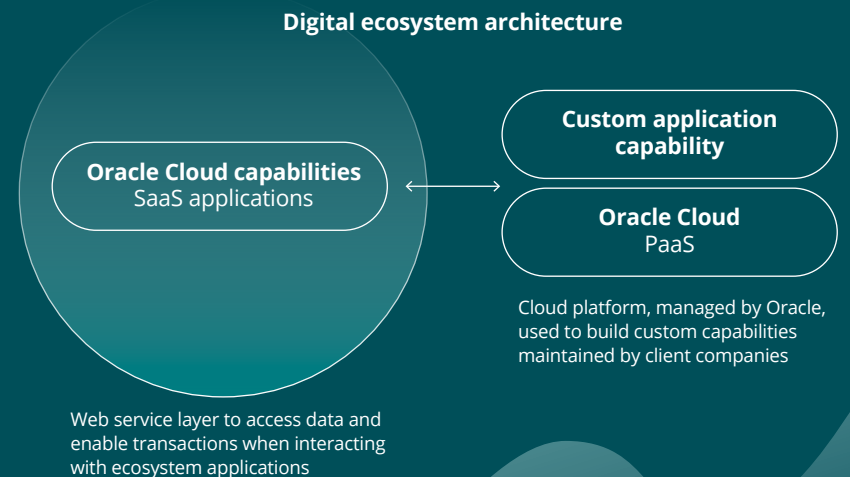 Digital ecosystem architecture
Oracle Cloud capabilities
SaaS applications
Custom application
capability
Oracle Cloud
PaaS
Cloud platform, managed by Oracle,
used to build custom capabilities
maintained by client companies
Web service layer to access data and
enable transactions when interacting
with ecosystem applications